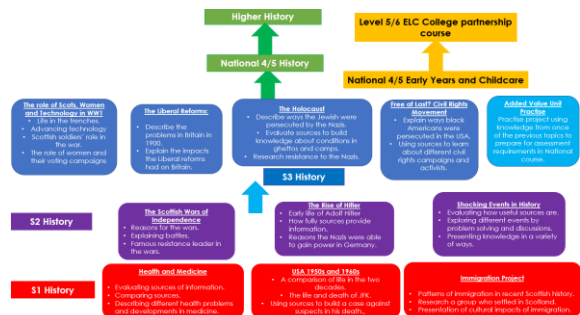 Higher History
Level 5/6 ELC College partnership
course
National 4/5 History
National 4/5 Early Years and Childcare
The role of Scots, Women
and Technology in WW1
• Life in the trenches.
• Advancing technology
• Scottish soldiers' role in
the war.
• The role of women and
their voting campaigns
The Liberal Reforms:
• Describe the
problems in Britain in
1900.
• Explain the impacts
the Liberal reforms
had on Britain.
The Holocaust
• Describe ways the Jewish were
persecuted by the Nazis.
• Evaluate sources to build
knowledge about conditions in
ghettos and camps.
• Research resistance to the Nazis.
Free at Last? Civil Rights
Movement
• Explain ways black
Americans were
persecuted in the USA.
• Using sources to learn
about different civil
rights campaigns and
activists.
Added Value Unit
Practise
Practise project using
knowledge from once
of the previous topics to
prepare for assessment
requirements in National
course.
S3 History
S2 History
The Scottish Wars of
Independence
• Reasons for the wars.
• Explaining battles.
• Famous resistance leader in
the wars.
The Rise of Hitler
• Early life of Adolf Hitler
• How fully sources provide
information.
• Reasons the Nazis were able
to gain power in Germany.
Shocking Events in History
• Evaluating how useful sources are.
• Exploring different events by
problem solving and discussions.
• Presenting knowledge in a variety
of ways.
S1 History
Health and Medicine
• Evaluating sources of information.
• Comparing sources.
• Describing different health problems
and developments in medicine.
USA 1950s and 1960s
• A comparison of life in the two
decades.
• The life and death of JFK.
• Using sources to build a case against
suspects in his death.
Immigration Project
• Patterns of immigration in recent Scottish history.
• Research a group who settled in Scotland.
• Presentation of cultural impacts of immigration.